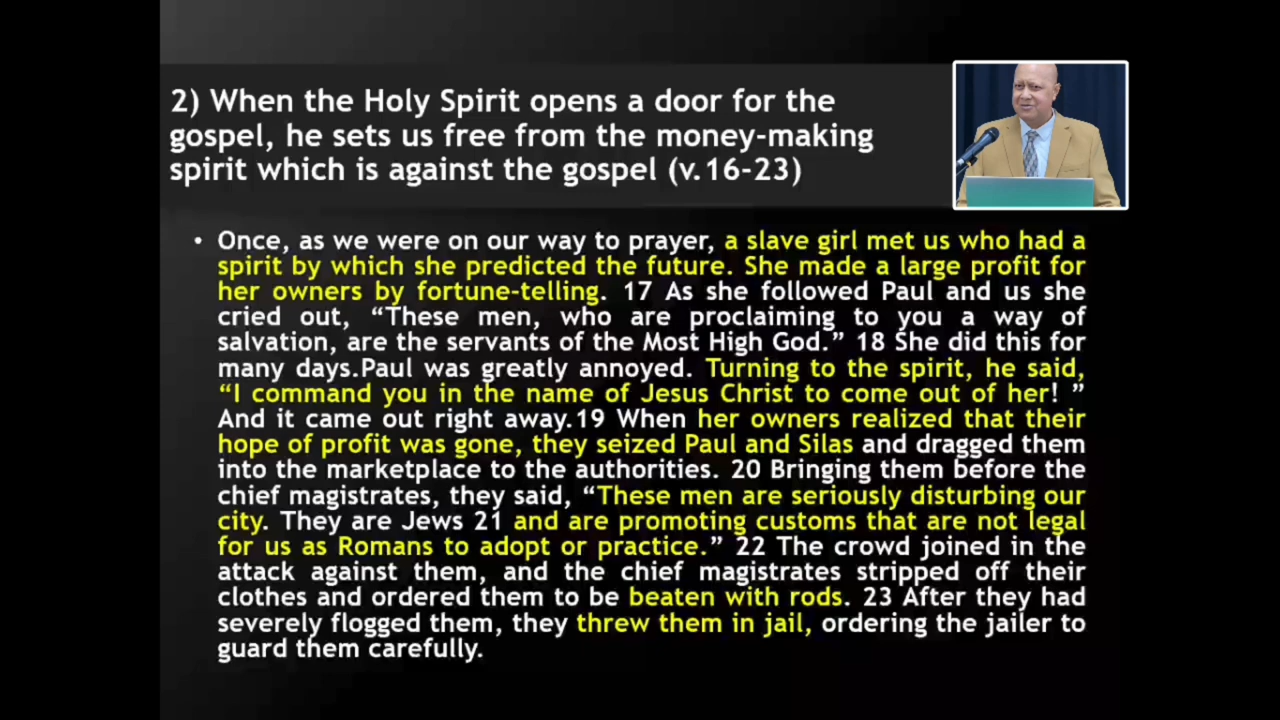 2) When the Holy Spirit opens a door for the
gospel, he sets us free from the money-making
spirit which is against the gospel (v.16-23)
• Once, as we were on our way to prayer, a slave girl met us who had a
spirit by which she predicted the future. She made a large profit for
her owners by fortune-telling. 17 As she followed Paul and us she
cried out, “These men, who are proclaiming to you a way of
salvation, are the servants of the Most High God.” 18 She did this for
many days.Paul was greatly annoyed. Turning to the spirit, he said,
“I command you in the name of Jesus Christ to come out of her! ”
And it came out right away.19 When her owners realized that their
hope of profit was gone, they seized Paul and Silas and dragged them
into the marketplace to the authorities. 20 Bringing them before the
chief magistrates, they said, “These men are seriously disturbing our
city. They are Jews 21 and are promoting customs that are not legal
for us as Romans to adopt or practice.” 22 The crowd joined in the
attack against them, and the chief magistrates stripped off their
clothes and ordered them to be beaten with rods. 23 After they had
severely flogged them, they threw them in jail, ordering the jailer to
guard them carefully.